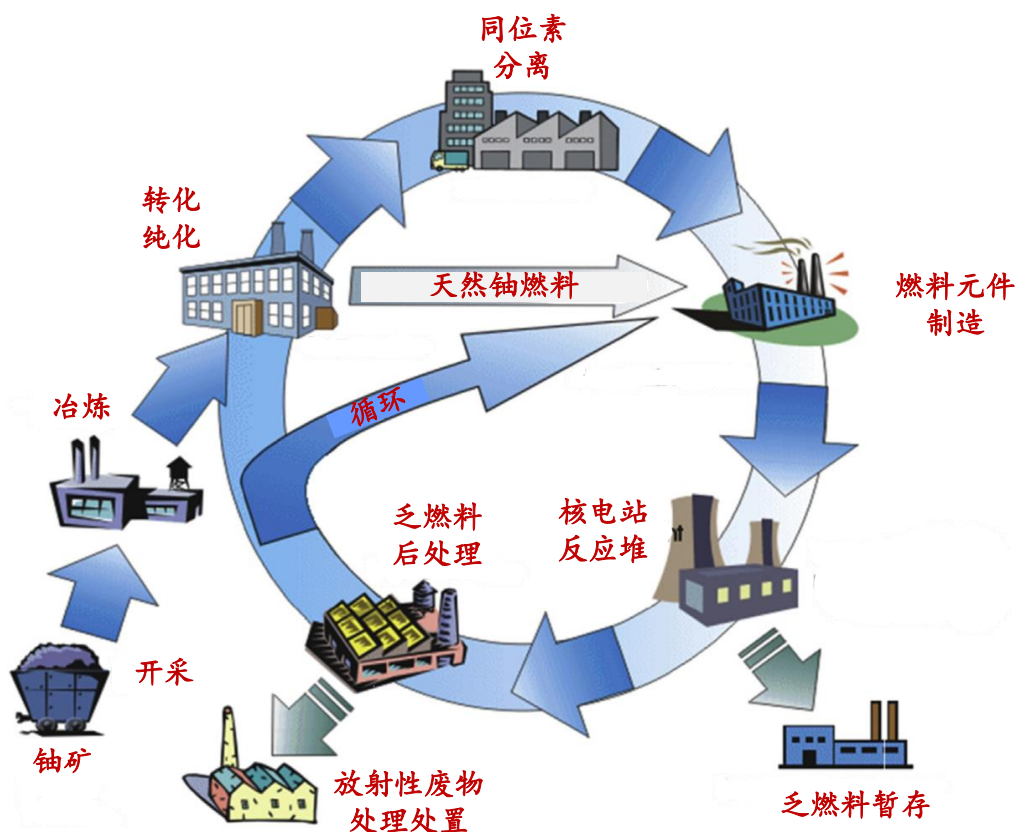 同位素
分离
转化
纯化
天然铀燃料
燃料元件
制造
冶炼
循环
乏燃料
后处理
核电站
反应堆
nt
开采
铀矿
放射性废物
处理处置
乏燃料暂存